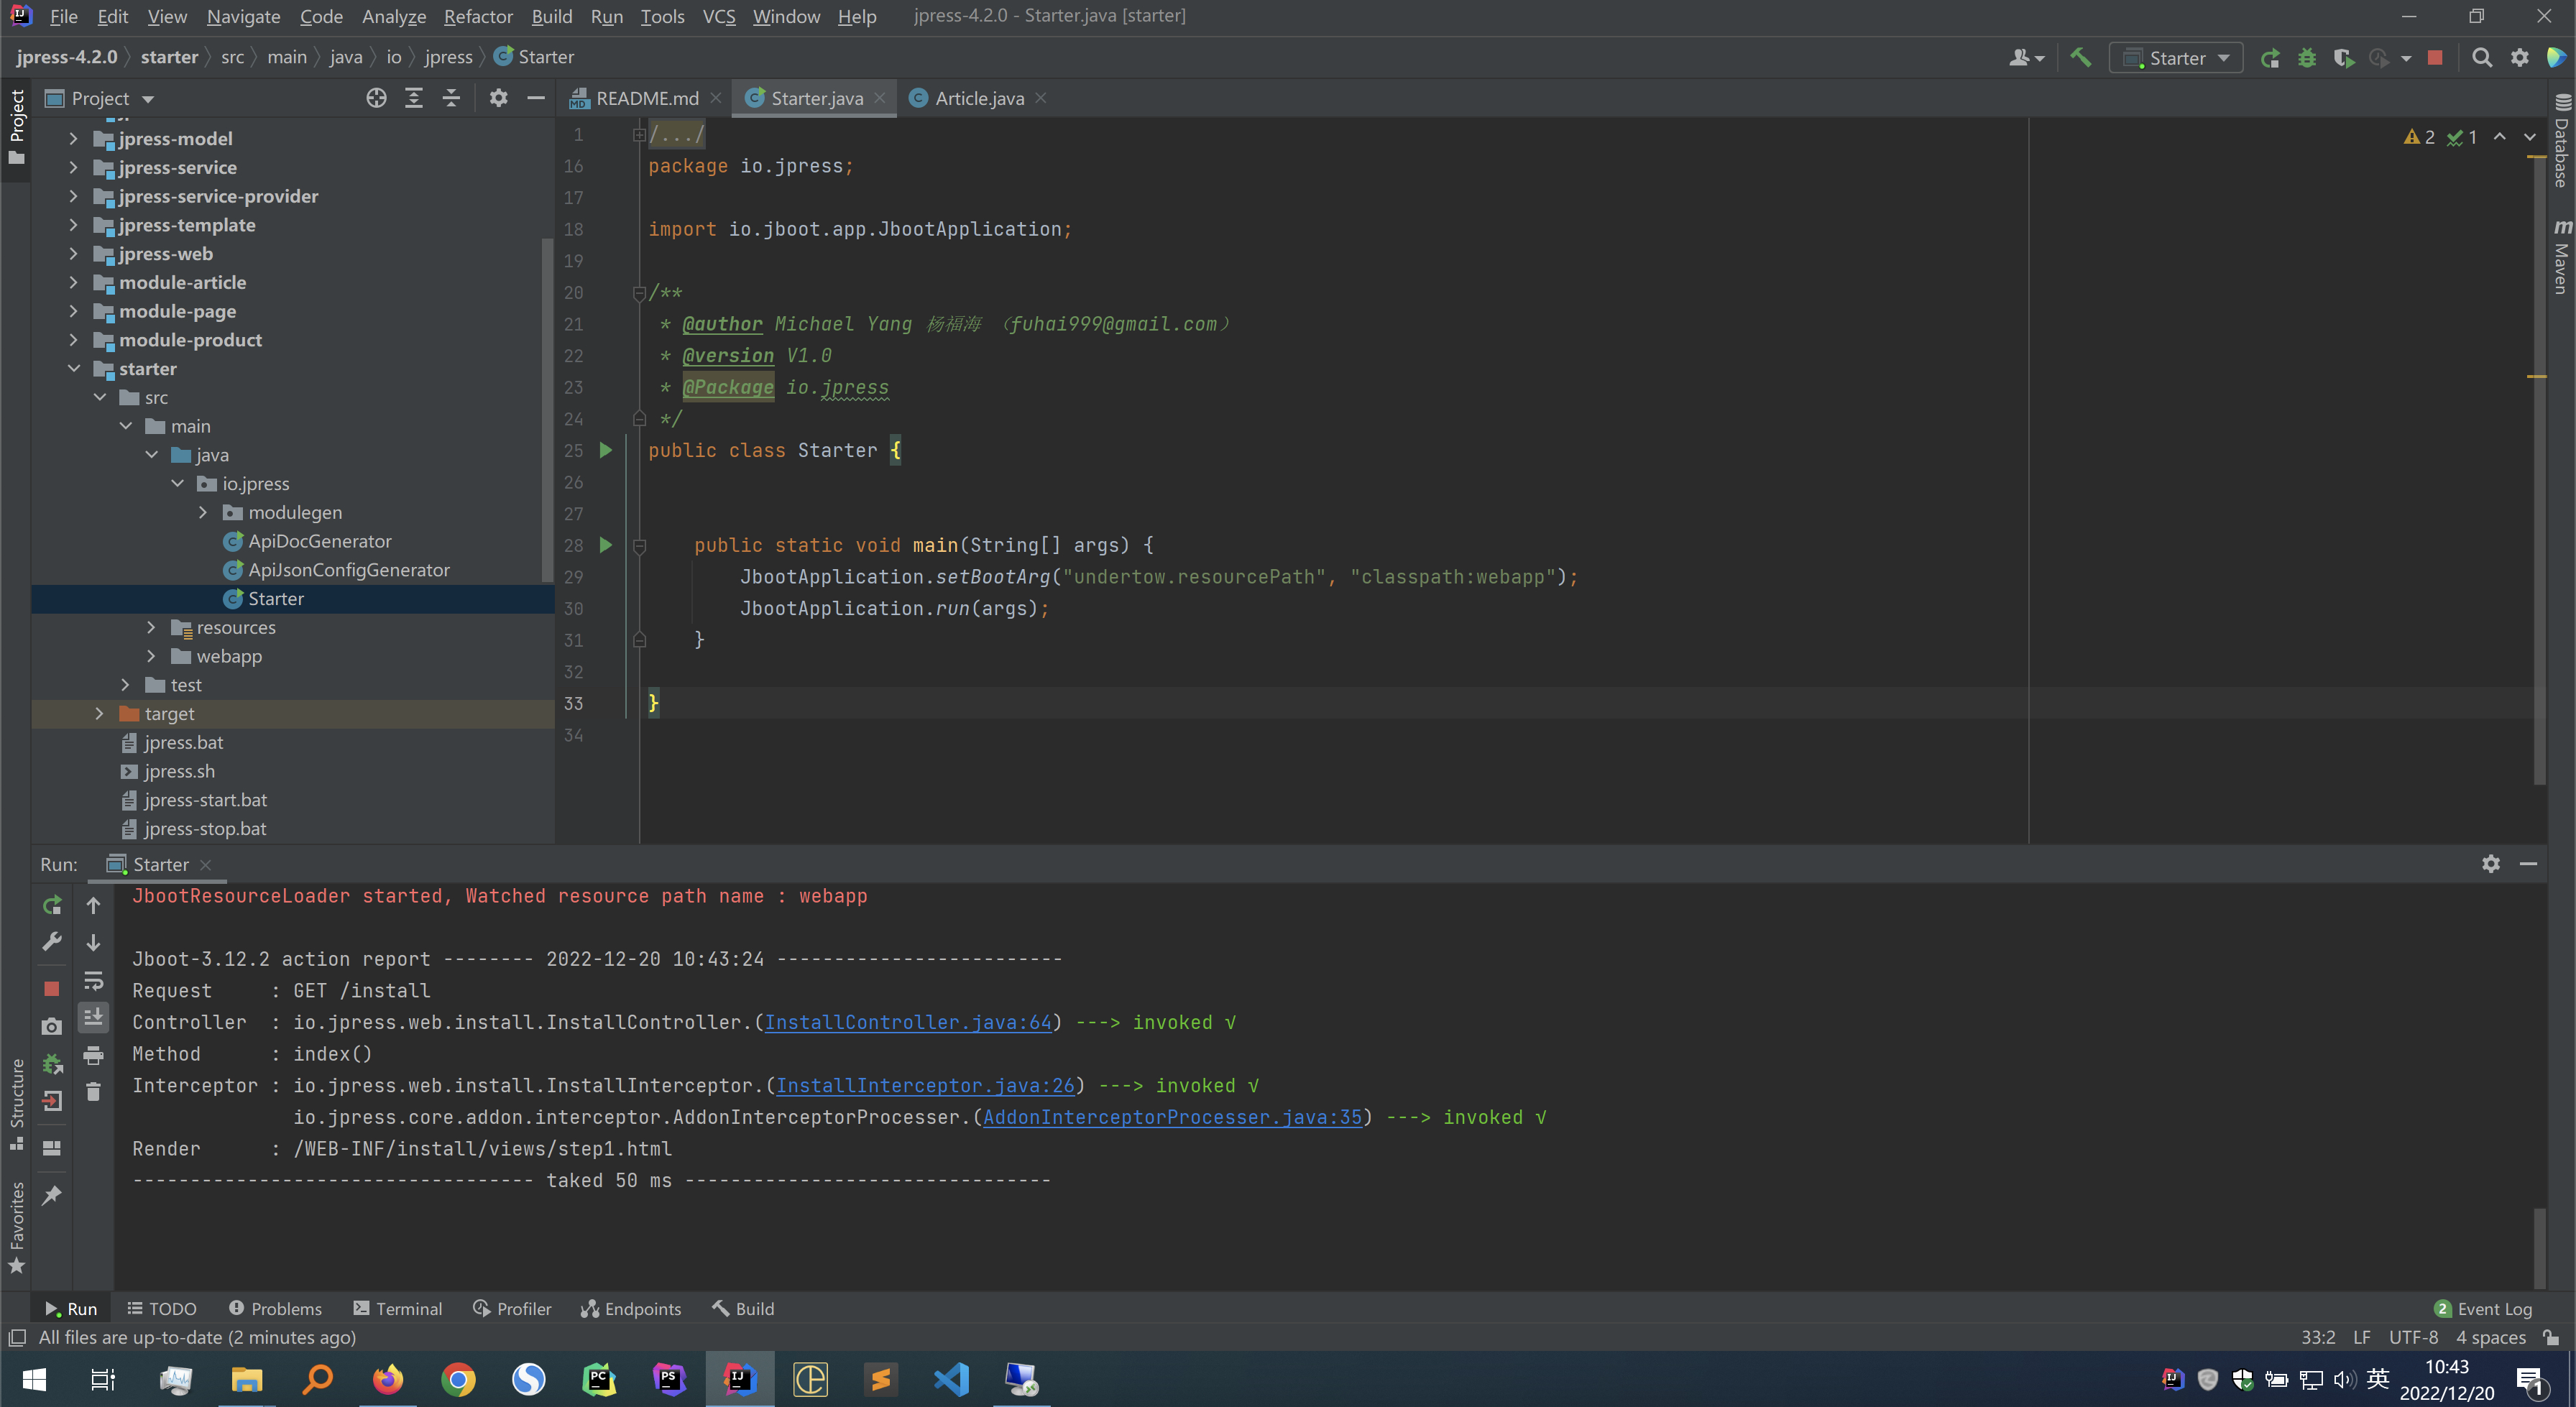 File Edit View Navigate Code Analyze Refactor Build Run Tools VCS Window Help jpress-4.2.0 - Starter.java [starter]
jpress-4.2.0 starter src main java io jpress Starter
Starter
Project
README.md Starter.java Article.java
Project
Structure
Favorites
Database
Maven
jpress-model
jpress-service
jpress-service-provider
jpress-template
jpress-web
module-article
module-page
module-product
starter
src
main
java
io.jpress
modulegen
ApiDocGenerator
ApiJsonConfigGenerator
Starter
resources
webapp
test
target
jpress.bat
jpress.sh
jpress-start.bat
jpress-stop.bat
2 1
1 /.../
16 package io.jpress;
17
18 import io.jboot.app.JbootApplication;
19
20 /**
21 * @author Michael Yang 杨福海 （fuhai999@gmail.com）
22 * @version V1.0
23 * @Package io.jpress
24 */
25 public class Starter {
26
27
28 public static void main(String[] args) {
29 JbootApplication.setBootArg("undertow.resourcePath", "classpath:webapp");
30 JbootApplication.run(args);
31 }
32
33 }
34
Run: Starter
JbootResourceLoader started, Watched resource path name : webapp
Jboot-3.12.2 action report -------- 2022-12-20 10:43:24 -------------------------
Request : GET /install
Controller : io.jpress.web.install.InstallController.(InstallController.java:64) ---> invoked √
Method : index()
Interceptor : io.jpress.web.install.InstallInterceptor.(InstallInterceptor.java:26) ---> invoked √
io.jpress.core.addon.interceptor.AddonInterceptorProcesser.(AddonInterceptorProcesser.java:35) ---> invoked √
Render : /WEB-INF/install/views/step1.html
----------------------------------- taked 50 ms --------------------------------
Run TODO Problems Terminal Profiler Endpoints Build 2 Event Log
All files are up-to-date (2 minutes ago) 33:2 LF UTF-8 4 spaces
英 10:43
2022/12/20
1